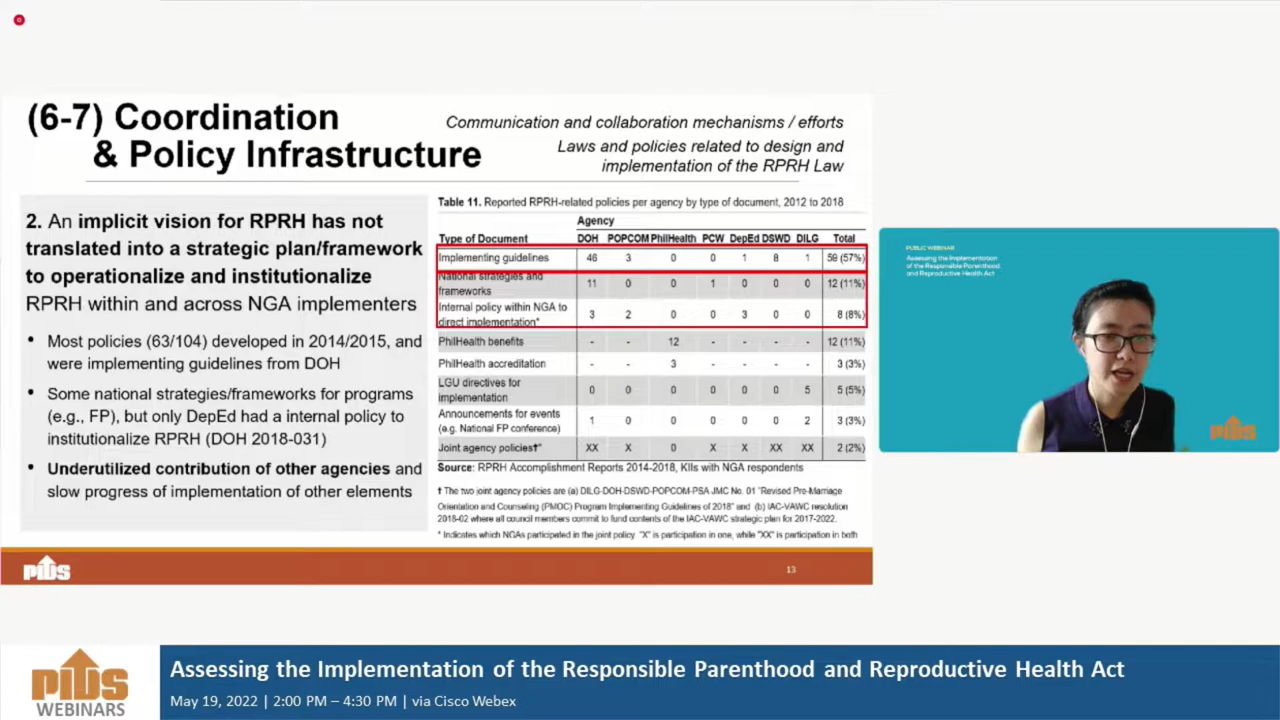 (6-7) Coordination
& Policy Infrastructure
Communication and collaboration mechanisms / efforts
Laws and policies related to design and
implementation of the RPRH Law
2. An implicit vision for RPRH has not
translated into a strategic plan/framework
to operationalize and institutionalize
RPRH within and across NGA implementers
• Most policies (63/104) developed in 2014/2015, and
were implementing guidelines from DOH
• Some national strategies/frameworks for programs
(e.g., FP), but only DepEd had a internal policy to
institutionalize RPRH (DOH 2018-031)
• Underutilized contribution of other agencies and
slow progress of implementation of other elements
Table 11. Reported RPRH-related policies per agency by type of document, 2012 to 2018
Agency
Type of Document DOH POPCOM PhilHealth PCW DepEd DSWD DILG Total
Implementing guidelines 46 3 0 0 1 8 1 59 (57%)
National strategies and
frameworks 11 0 0 1 0 0 0 12 (11%)
Internal policy within NGA to
direct implementation* 3 2 0 0 3 0 0 8 (8%)
PhilHealth benefits - - 12 - - - - 12 (11%)
PhilHealth accreditation - - 3 - - - - 3 (3%)
LGU directives for
implementation 0 0 0 0 0 0 5 5 (5%)
Announcements for events
(e.g. National FP conference) 1 0 0 0 0 0 2 3 (3%)
Joint agency policies†* XX X 0 X X XX XX 2 (2%)
Source: RPRH Accomplishment Reports 2014-2018, KIIs with NGA respondents
† The two joint agency policies are (a) DILG-DOH-DSWD-POPCOM-PSA JMC No. 01 "Revised Pre-Marriage
Orientation and Counseling (PMOC) Program Implementing Guidelines of 2018" and (b) IAC-VAWC resolution
2018-02 where all council members commit to fund contents of the IAC-VAWC strategic plan for 2017-2022.
* Indicates which NGAs participated in the joint policy "X" is participation in one, while "XX" is participation in both
PIDS
13
PUBLIC WEBINAR
Assessing the Implementation
of the Responsible Parenthood
and Reproductive Health Act
PIDS
PIDS
WEBINARS
Assessing the Implementation of the Responsible Parenthood and Reproductive Health Act
May 19, 2022 | 2:00 PM – 4:30 PM | via Cisco Webex